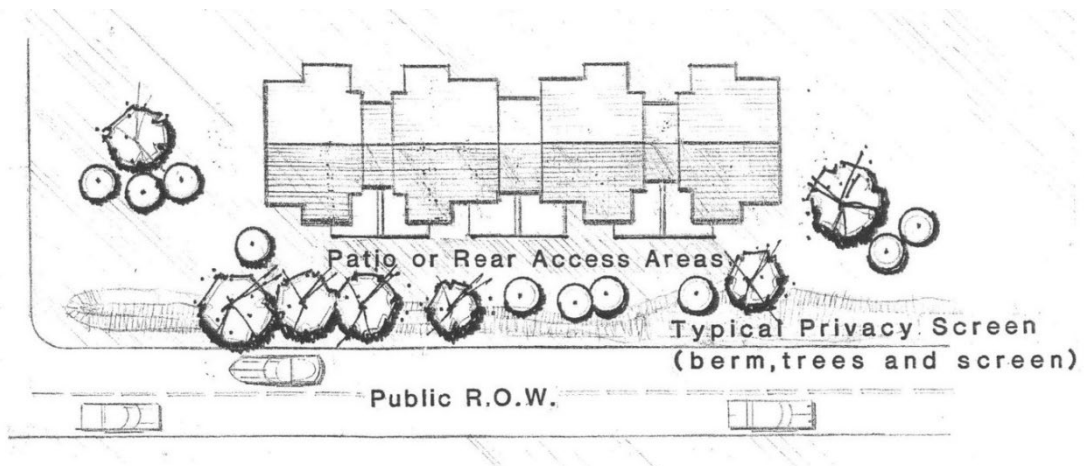 Patio or Rear Access Areas
Typical Privacy Screen
(berm, trees and screen)
Public R.O.W.